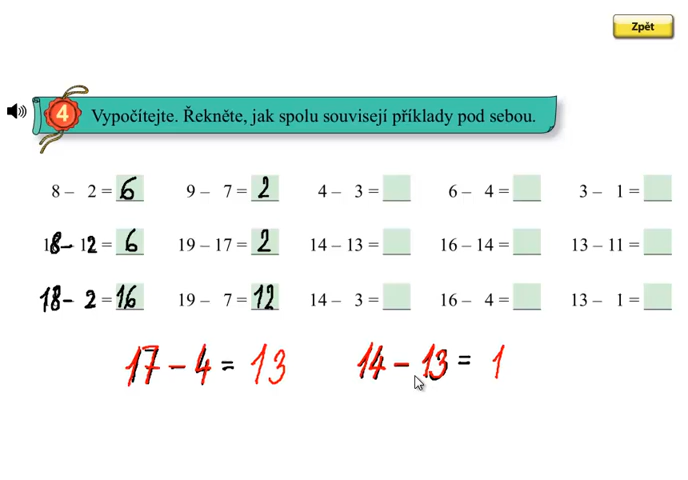 Zpět
4 Vypočítejte. Řekněte, jak spolu souvisejí příklady pod sebou.
8 – 2 = 6 9 – 7 = 2 4 – 3 = 6 – 4 = 3 – 1 =
18 – 12 = 6 19 – 17 = 2 14 – 13 = 16 – 14 = 13 – 11 =
18 – 2 = 16 19 – 7 = 12 14 – 3 = 16 – 4 = 13 – 1 =
17 – 4 = 13 14 – 13 = 1